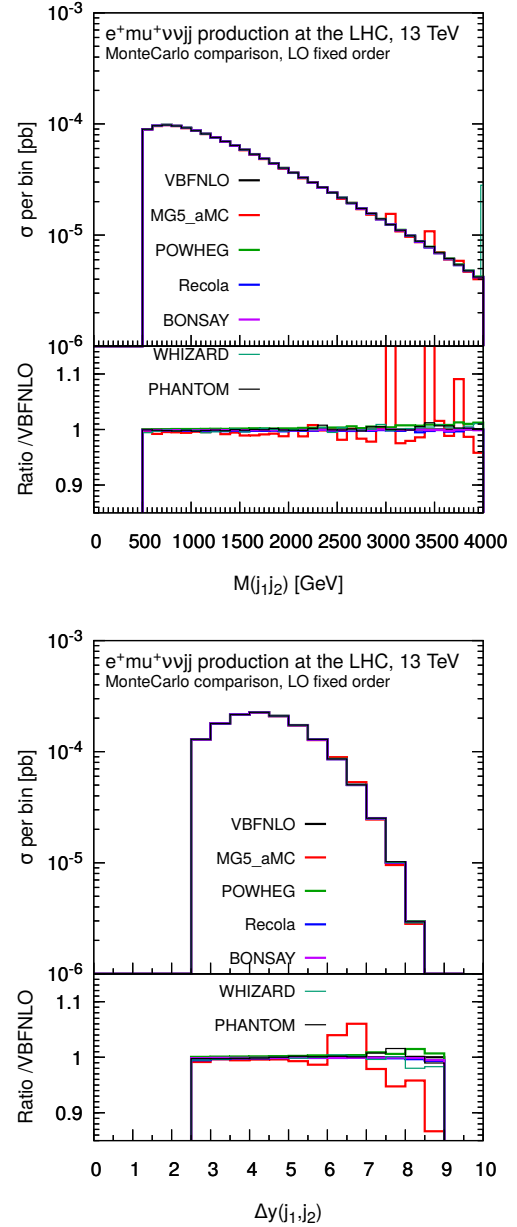 10⁻³
e⁺mu⁺ννjj production at the LHC, 13 TeV
MonteCarlo comparison, LO fixed order
10⁻⁴
σ per bin [pb]
VBFNLO
MG5_aMC
10⁻⁵
POWHEG
Recola
BONSAY
10⁻⁶
WHIZARD
1.1
PHANTOM
Ratio /VBFNLO
1
0.9
0 500 1000 1500 2000 2500 3000 3500 4000
M(j₁j₂) [GeV]
10⁻³
e⁺mu⁺ννjj production at the LHC, 13 TeV
MonteCarlo comparison, LO fixed order
10⁻⁴
σ per bin [pb]
VBFNLO
MG5_aMC
10⁻⁵
POWHEG
Recola
BONSAY
10⁻⁶
WHIZARD
1.1
PHANTOM
Ratio /VBFNLO
1
0.9
0 1 2 3 4 5 6 7 8 9 10
Δy(j₁,j₂)